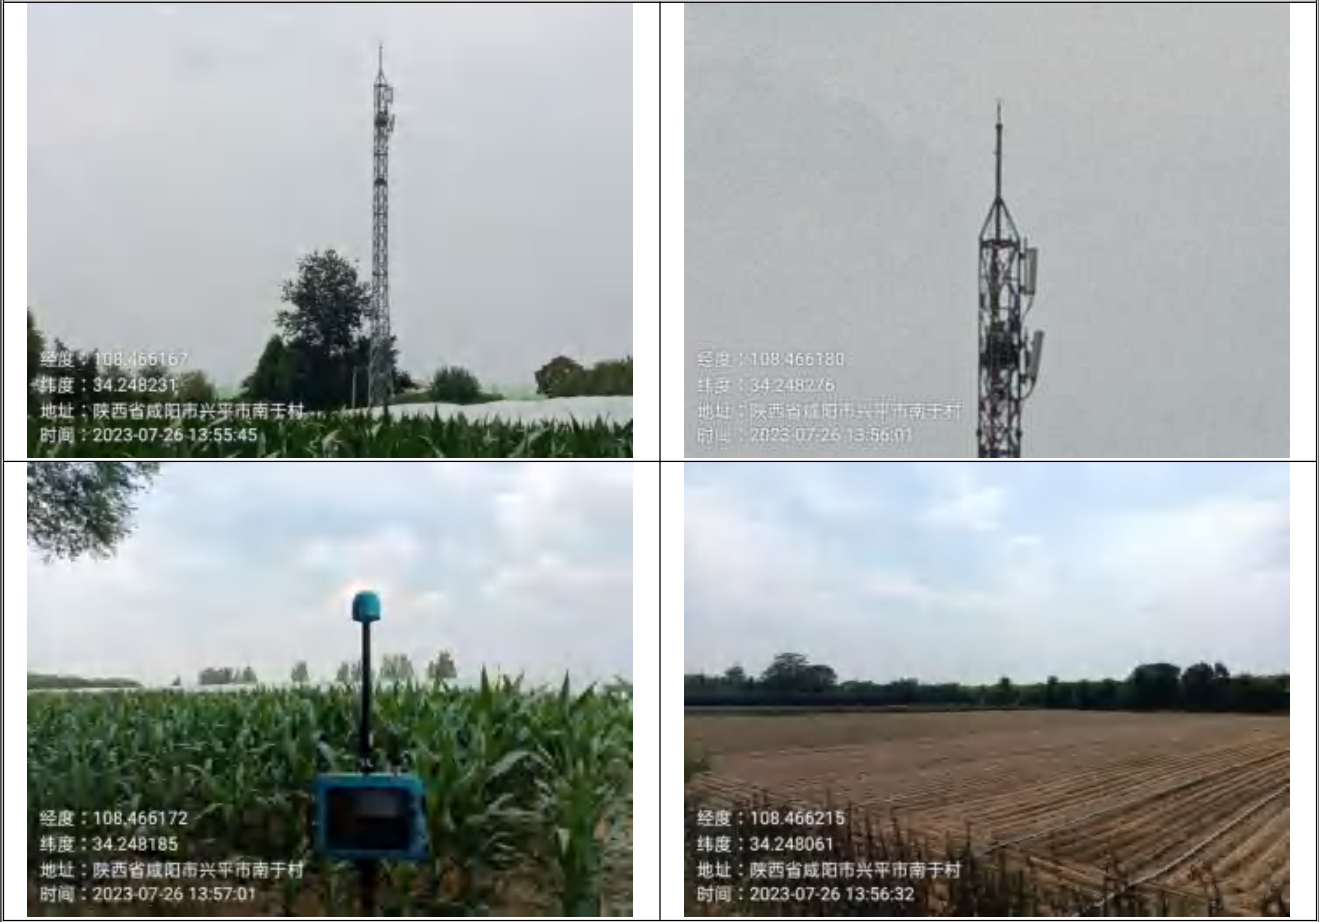 经度：108.466167
纬度：34.248231
地址：陕西省咸阳市兴平市南于村
时间：2023-07-26 13:55:45
经度：108.466180
纬度：34.248276
地址：陕西省咸阳市兴平市南于村
时间：2023-07-26 13:56:01
经度：108.466172
纬度：34.248185
地址：陕西省咸阳市兴平市南于村
时间：2023-07-26 13:57:01
经度：108.466215
纬度：34.248061
地址：陕西省咸阳市兴平市南于村
时间：2023-07-26 13:56:32